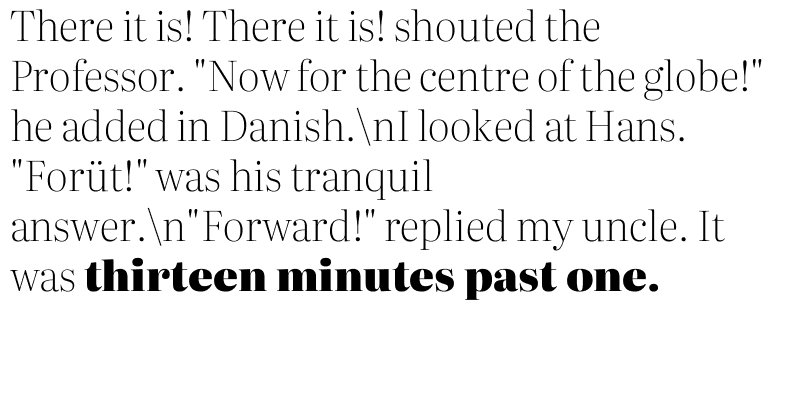 There it is! There it is! shouted the
Professor. "Now for the centre of the globe!"
he added in Danish.\nI looked at Hans.
"Forüt!" was his tranquil
answer.\n"Forward!" replied my uncle. It
was thirteen minutes past one.